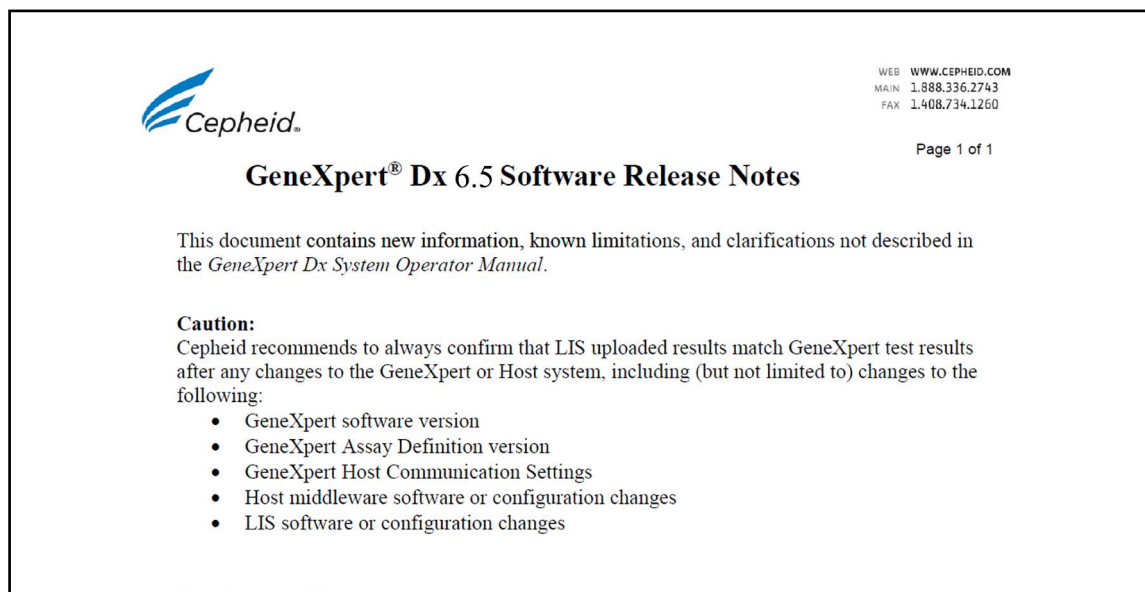 Cepheid®
WEB WWW.CEPHEID.COM
MAIN 1.888.336.2743
FAX 1.408.734.1260
Page 1 of 1
GeneXpert® Dx 6.5 Software Release Notes
This document contains new information, known limitations, and clarifications not described in
the GeneXpert Dx System Operator Manual.
Caution:
Cepheid recommends to always confirm that LIS uploaded results match GeneXpert test results
after any changes to the GeneXpert or Host system, including (but not limited to) changes to the
following:
• GeneXpert software version
• GeneXpert Assay Definition version
• GeneXpert Host Communication Settings
• Host middleware software or configuration changes
• LIS software or configuration changes